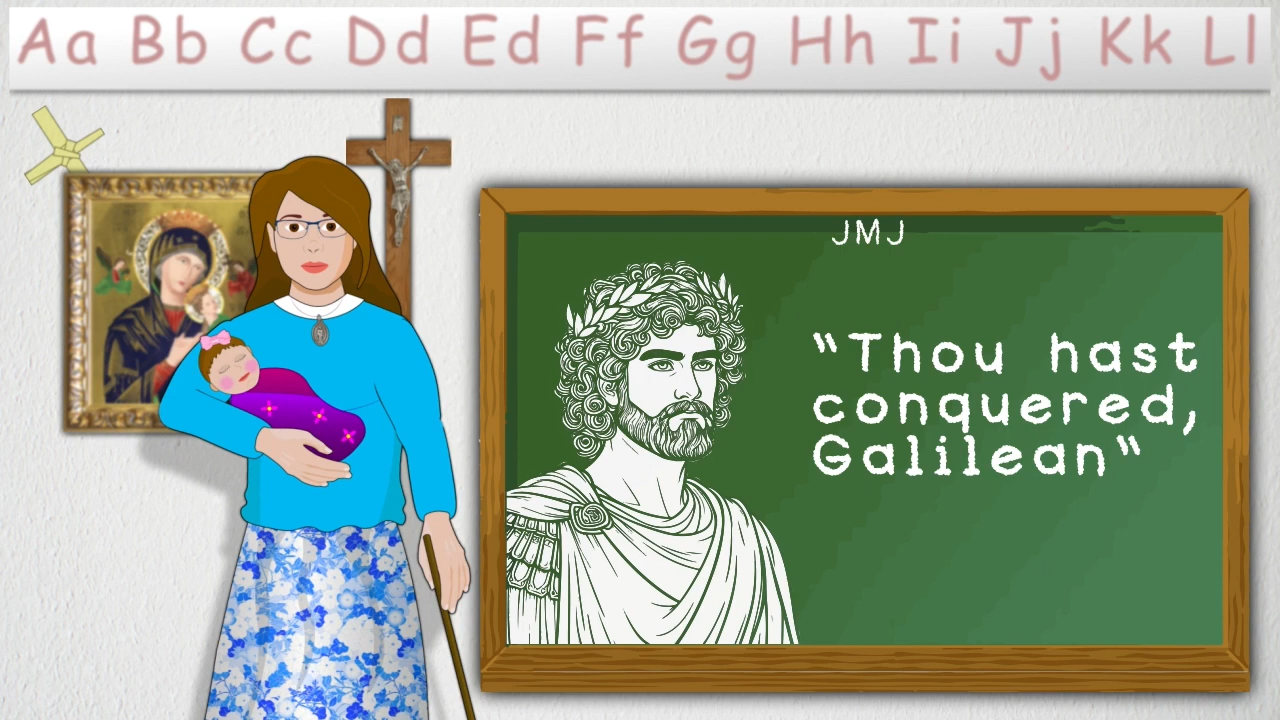 Aa Bb Cc Dd Ed Ff Gg Hh Ii Jj Kk Ll
JMJ
“Thou hast
conquered,
Galilean”